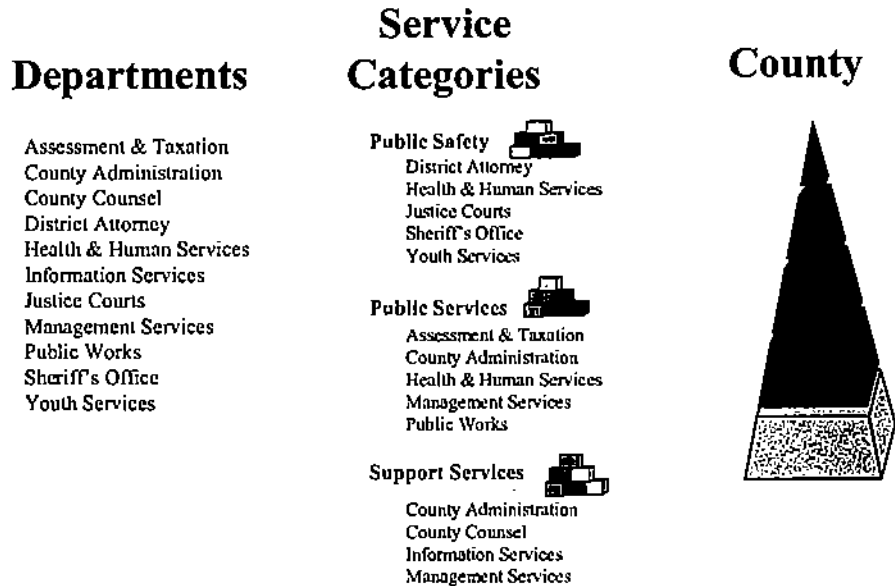 Departments
Assessment & Taxation
County Administration
County Counsel
District Attorney
Health & Human Services
Information Services
Justice Courts
Management Services
Public Works
Sheriff's Office
Youth Services
Service
Categories
Public Safety
District Attorney
Health & Human Services
Justice Courts
Sheriff's Office
Youth Services
Public Services
Assessment & Taxation
County Administration
Health & Human Services
Management Services
Public Works
Support Services
County Administration
County Counsel
Information Services
Management Services
County